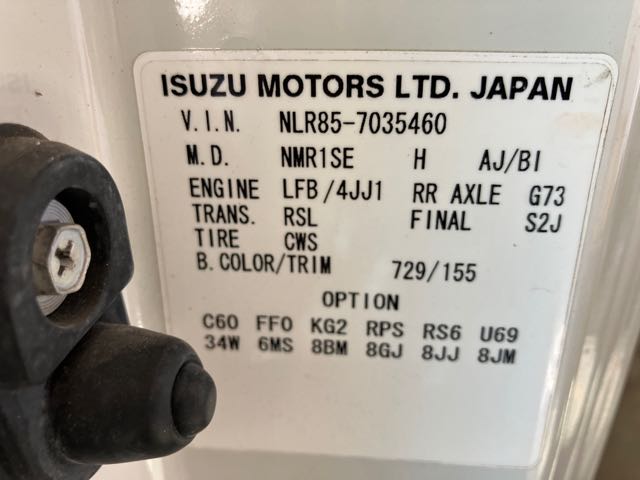 ISUZU MOTORS LTD. JAPAN
V.I.N. NLR85-7035460
M.D. NMR1SE H AJ/BI
ENGINE LFB/4JJ1 RR AXLE G73
TRANS. RSL FINAL S2J
TIRE CWS
B.COLOR/TRIM 729/155
OPTION
C60 FF0 KG2 RPS RS6 U69
34W 6MS 8BM 8GJ 8JJ 8JM